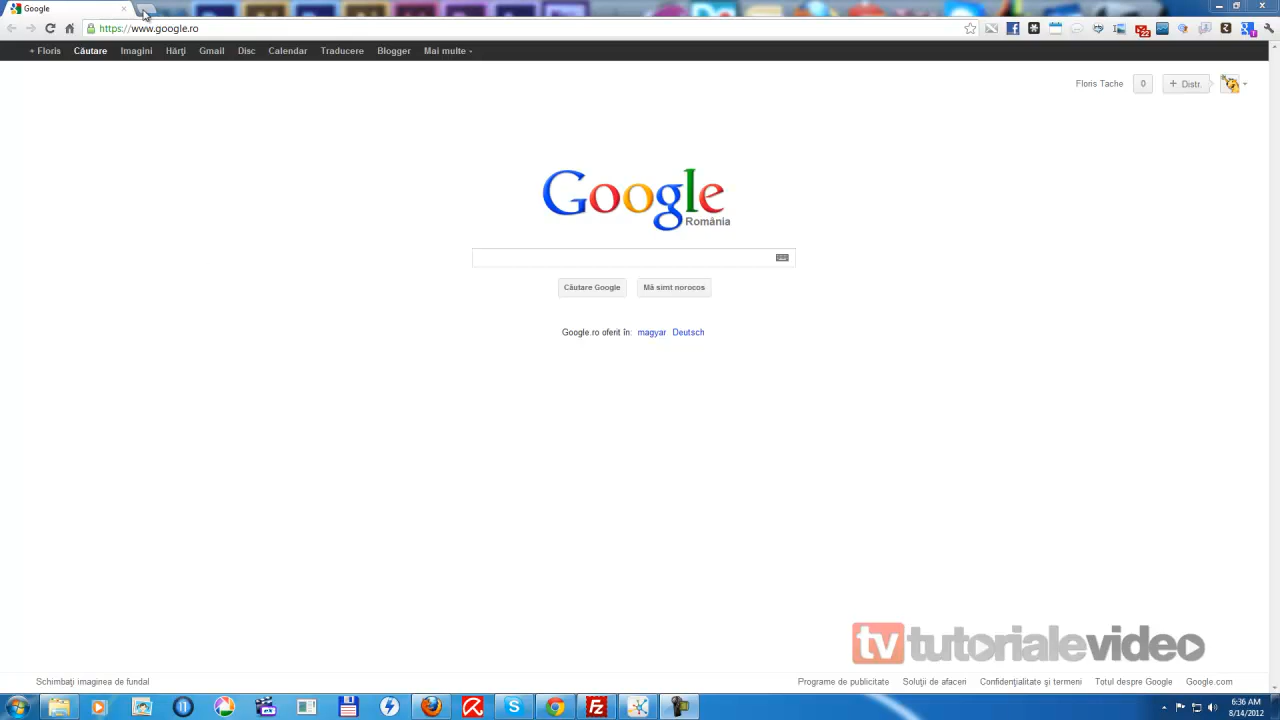 Google
https://www.google.ro
22
+ Floris Căutare Imagini Hărți Gmail Disc Calendar Traducere Blogger Mai multe
Floris Tache 0 + Distr.
Google
România
Căutare Google Mă simt norocos
Google.ro oferit în: magyar Deutsch
tv tutorialevideo
Schimbați imaginea de fundal Programe de publicitate Soluții de afaceri Confidențialitate și termeni Totul despre Google Google.com
6:36 AM
8/14/2012